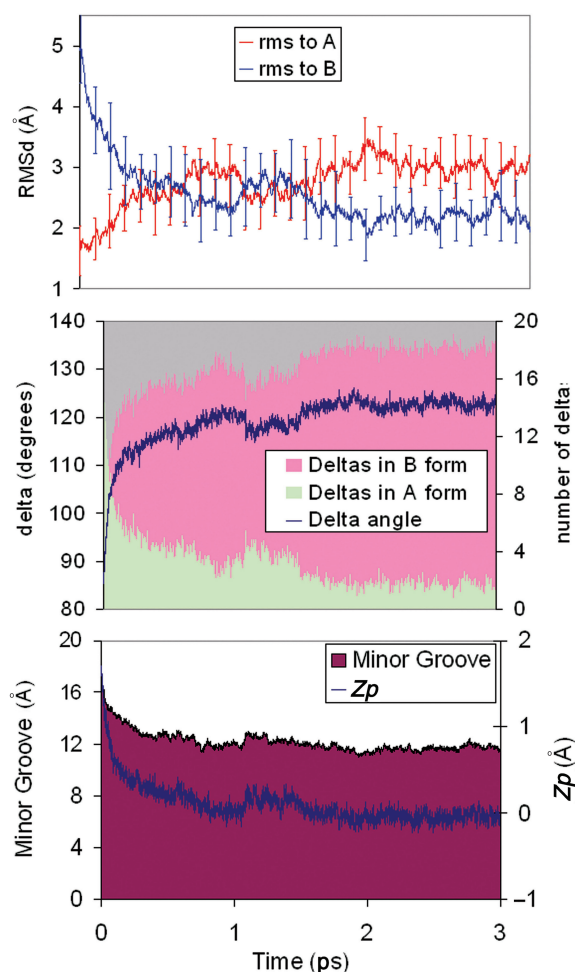 rms to A
rms to B
RMSd (Å)
5
4
3
2
1
140
130
120
110
100
90
80
delta (degrees)
20
16
12
8
4
0
number of deltas
Deltas in B form
Deltas in A form
Delta angle
20
16
12
8
4
0
Minor Groove (Å)
Minor Groove
Zp
2
1
0
–1
Zp (Å)
0
1
2
3
Time (ps)